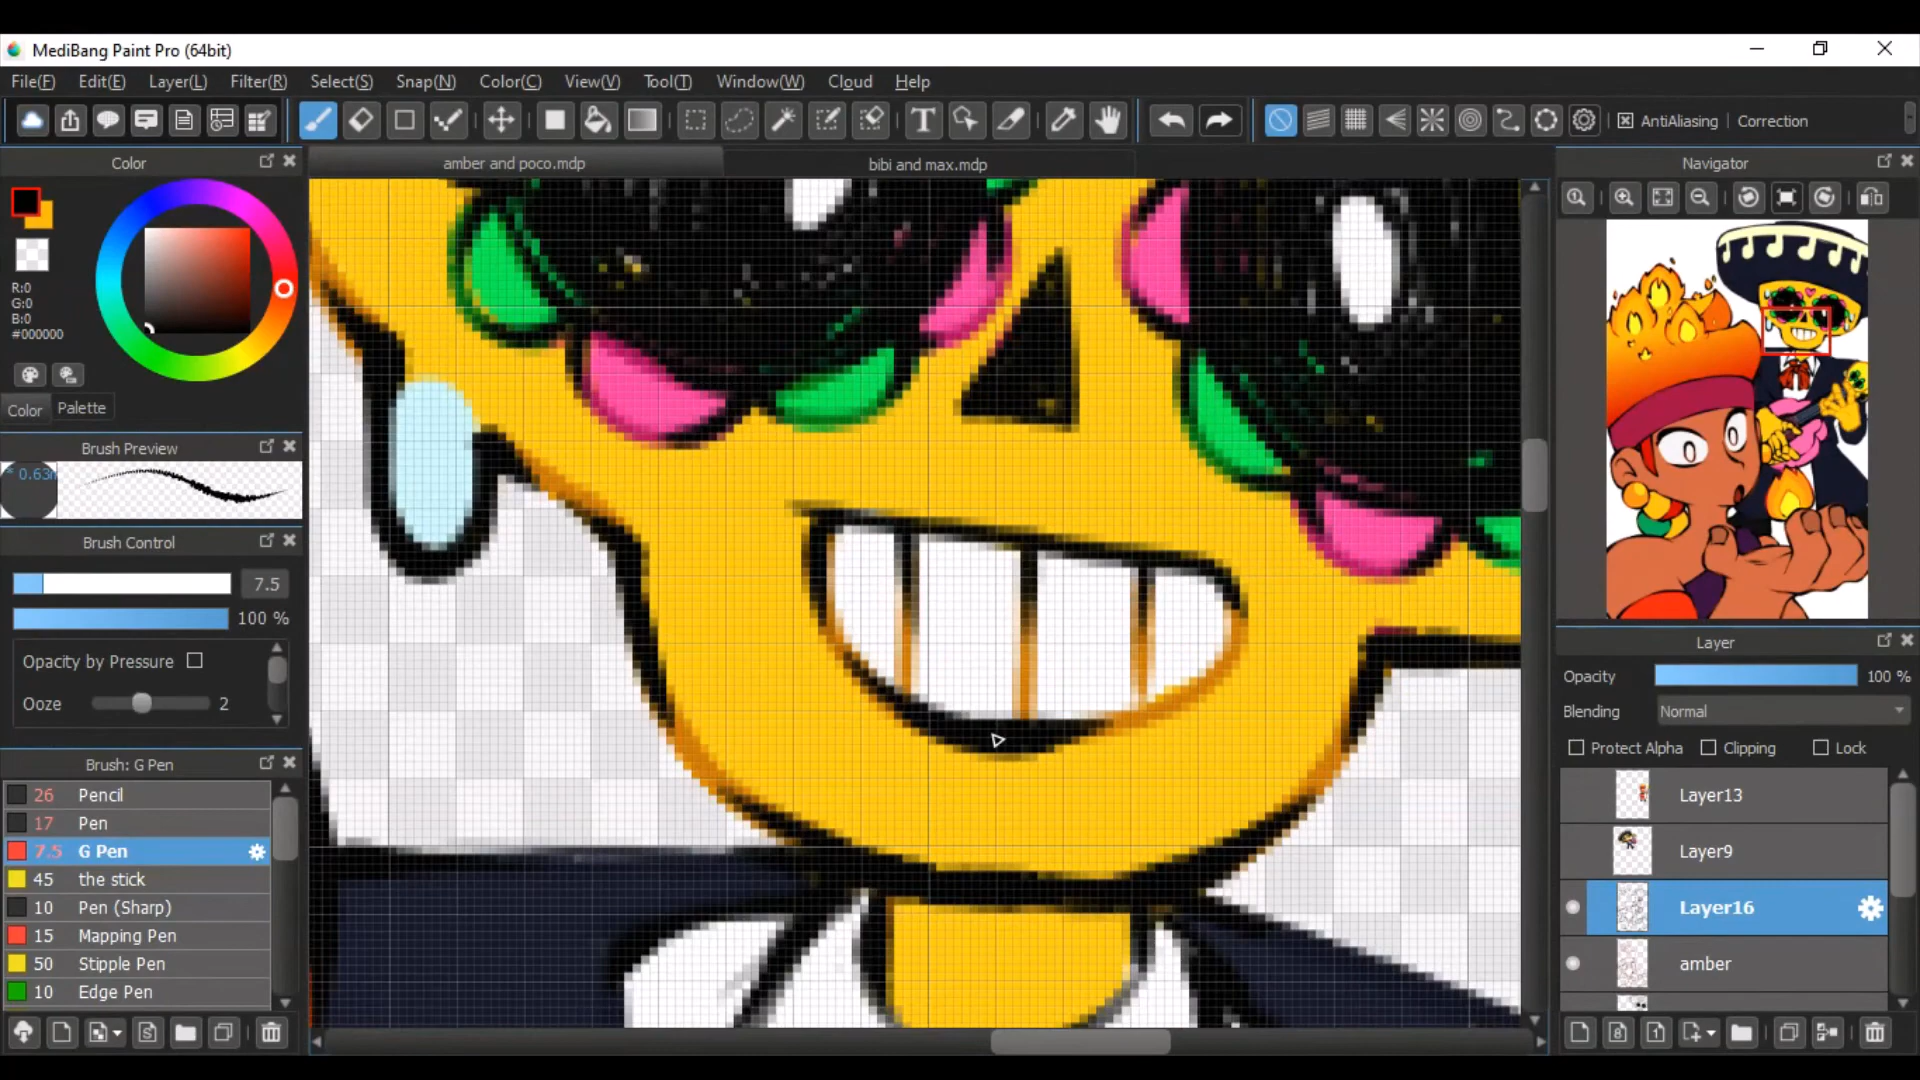 MediBang Paint Pro (64bit)
File(F) Edit(E) Layer(L) Filter(R) Select(S) Snap(N) Color(C) View(V) Tool(T) Window(W) Cloud Help
T
AntiAliasing Correction
Color
amber and poco.mdp
bibi and max.mdp
Navigator
R:0
G:0
B:0
#000000
Color Palette
Brush Preview
Brush Control
7.5
100 %
Opacity by Pressure
Ooze 2
Brush: G Pen
26 Pencil
17 Pen
7.5 G Pen
45 the stick
10 Pen (Sharp)
15 Mapping Pen
50 Stipple Pen
10 Edge Pen
Layer
Opacity 100 %
Blending Normal
Protect Alpha Clipping Lock
Layer13
Layer9
Layer16
amber